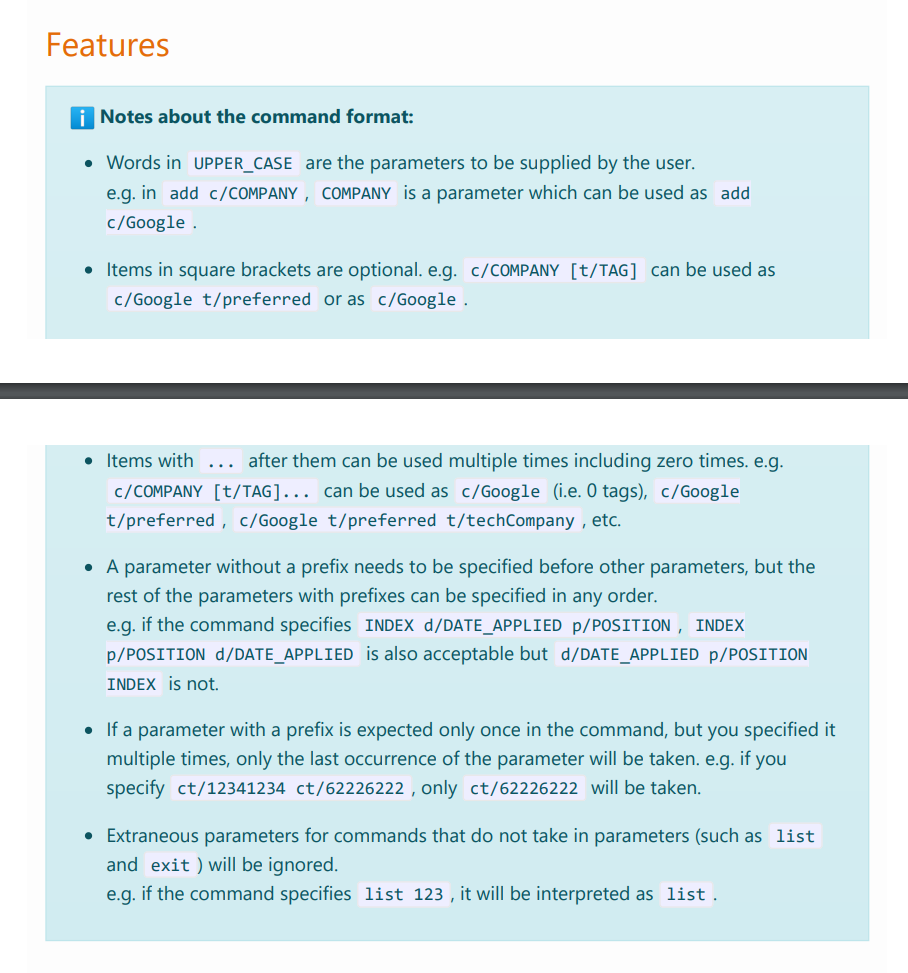 Features
Notes about the command format:
• Words in UPPER_CASE are the parameters to be supplied by the user.
e.g. in add c/COMPANY , COMPANY is a parameter which can be used as add
c/Google .
• Items in square brackets are optional. e.g. c/COMPANY [t/TAG] can be used as
c/Google t/preferred or as c/Google .
• Items with ... after them can be used multiple times including zero times. e.g.
c/COMPANY [t/TAG]... can be used as c/Google (i.e. 0 tags), c/Google
t/preferred , c/Google t/preferred t/techCompany , etc.
• A parameter without a prefix needs to be specified before other parameters, but the
rest of the parameters with prefixes can be specified in any order.
e.g. if the command specifies INDEX d/DATE_APPLIED p/POSITION , INDEX
p/POSITION d/DATE_APPLIED is also acceptable but d/DATE_APPLIED p/POSITION
INDEX is not.
• If a parameter with a prefix is expected only once in the command, but you specified it
multiple times, only the last occurrence of the parameter will be taken. e.g. if you
specify ct/12341234 ct/62226222 , only ct/62226222 will be taken.
• Extraneous parameters for commands that do not take in parameters (such as list
and exit ) will be ignored.
e.g. if the command specifies list 123 , it will be interpreted as list .